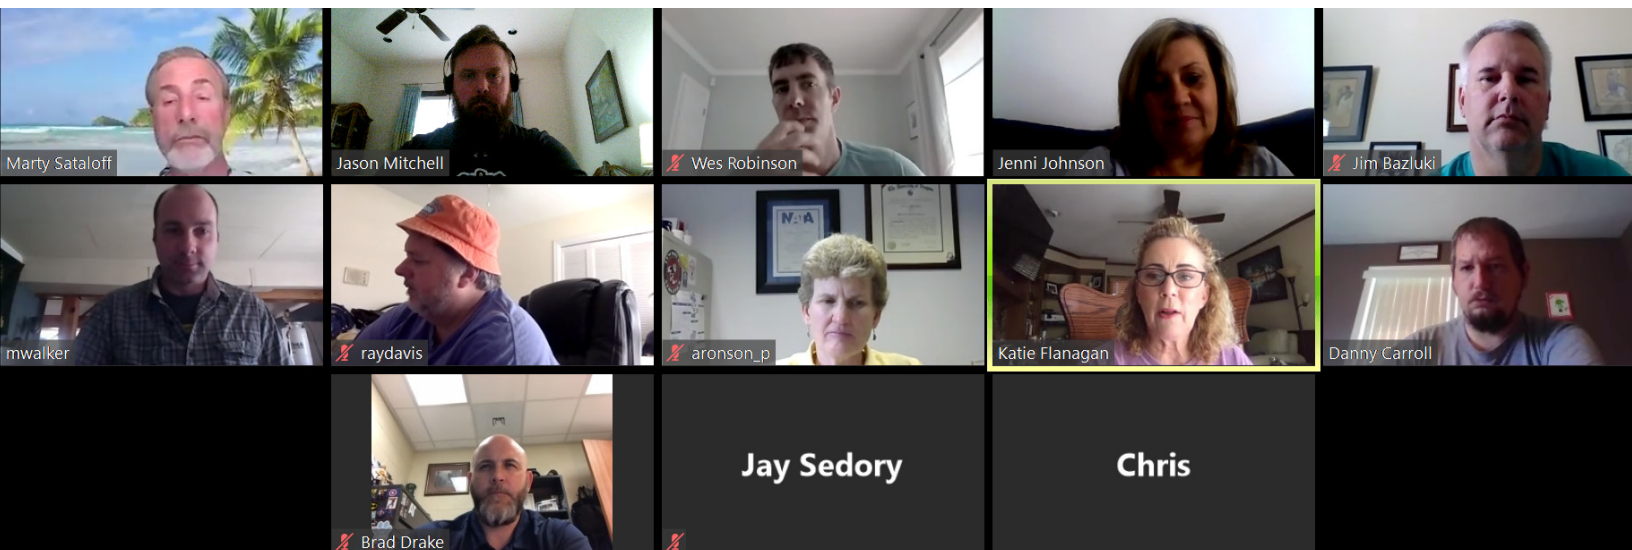 Marty Sataloff
Jason Mitchell
Wes Robinson
Jenni Johnson
Jim Bazluki
mwalker
raydavis
NATA
aronson_p
Katie Flanagan
Danny Carroll
Brad Drake
Jay Sedory
Chris